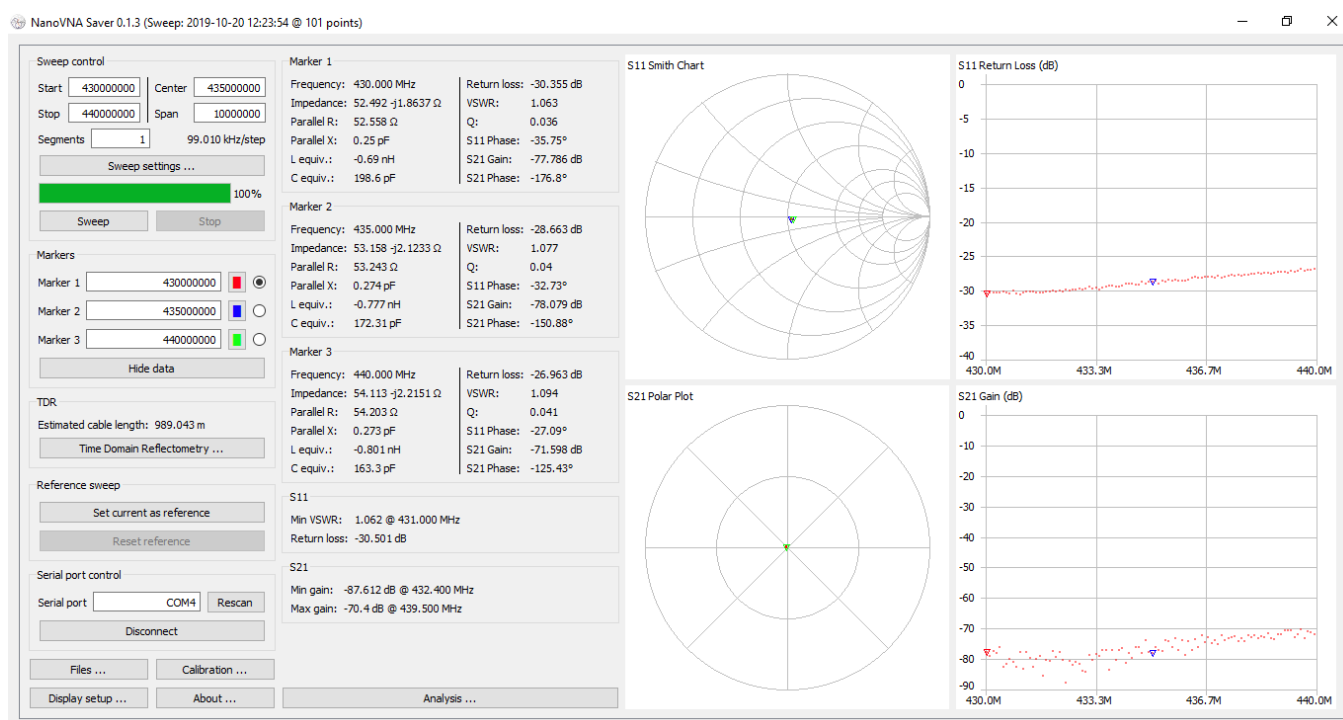 NanoVNA Saver 0.1.3 (Sweep: 2019-10-20 12:23:54 @ 101 points)
Sweep control
Start 430000000 Center 435000000
Stop 440000000 Span 10000000
Segments 1 99.010 kHz/step
Sweep settings ...
100%
Sweep Stop
Markers
Marker 1 430000000
Marker 2 435000000
Marker 3 440000000
Hide data
TDR
Estimated cable length: 989.043 m
Time Domain Reflectometry ...
Reference sweep
Set current as reference
Reset reference
Serial port control
Serial port COM4 Rescan
Disconnect
Files ... Calibration ...
Display setup ... About ...
Marker 1
Frequency: 430.000 MHz Return loss: -30.355 dB
Impedance: 52.492 -j1.8637 Ω VSWR: 1.063
Parallel R: 52.558 Ω Q: 0.036
Parallel X: 0.25 pF S11 Phase: -35.75°
L equiv.: -0.69 nH S21 Gain: -77.786 dB
C equiv.: 198.6 pF S21 Phase: -176.8°
Marker 2
Frequency: 435.000 MHz Return loss: -28.663 dB
Impedance: 53.158 -j2.1233 Ω VSWR: 1.077
Parallel R: 53.243 Ω Q: 0.04
Parallel X: 0.274 pF S11 Phase: -32.73°
L equiv.: -0.777 nH S21 Gain: -78.079 dB
C equiv.: 172.31 pF S21 Phase: -150.88°
Marker 3
Frequency: 440.000 MHz Return loss: -26.963 dB
Impedance: 54.113 -j2.2151 Ω VSWR: 1.094
Parallel R: 54.203 Ω Q: 0.041
Parallel X: 0.273 pF S11 Phase: -27.09°
L equiv.: -0.801 nH S21 Gain: -71.598 dB
C equiv.: 163.3 pF S21 Phase: -125.43°
S11
Min VSWR: 1.062 @ 431.000 MHz
Return loss: -30.501 dB
S21
Min gain: -87.612 dB @ 432.400 MHz
Max gain: -70.4 dB @ 439.500 MHz
Analysis ...
S11 Smith Chart
S21 Polar Plot
S11 Return Loss (dB)
0
-5
-10
-15
-20
-25
-30
-35
-40
430.0M 433.3M 436.7M 440.0M
S21 Gain (dB)
0
-10
-20
-30
-40
-50
-60
-70
-80
-90
430.0M 433.3M 436.7M 440.0M